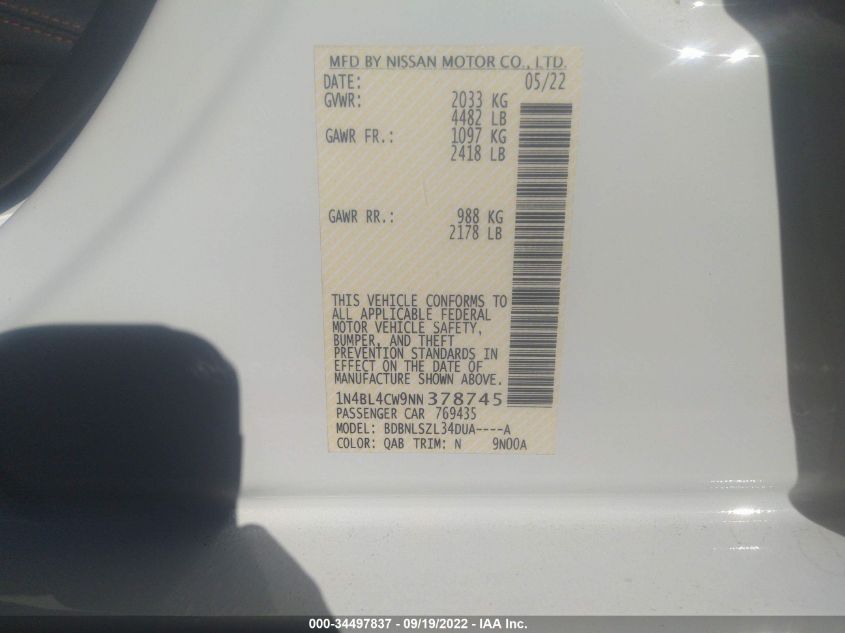 MFD BY NISSAN MOTOR CO., LTD.
DATE: 05/22
GVWR: 2033 KG
4482 LB
GAWR FR.: 1097 KG
2418 LB
GAWR RR.: 988 KG
2178 LB
THIS VEHICLE CONFORMS TO
ALL APPLICABLE FEDERAL
MOTOR VEHICLE SAFETY,
BUMPER, AND THEFT
PREVENTION STANDARDS IN
EFFECT ON THE DATE OF
MANUFACTURE SHOWN ABOVE.
1N4BL4CW9NN378745
PASSENGER CAR 769435
MODEL: BDBNLSZL34DUA----A
COLOR: QAB TRIM: N 9N00A
000-34497837 - 09/19/2022 - IAA Inc.